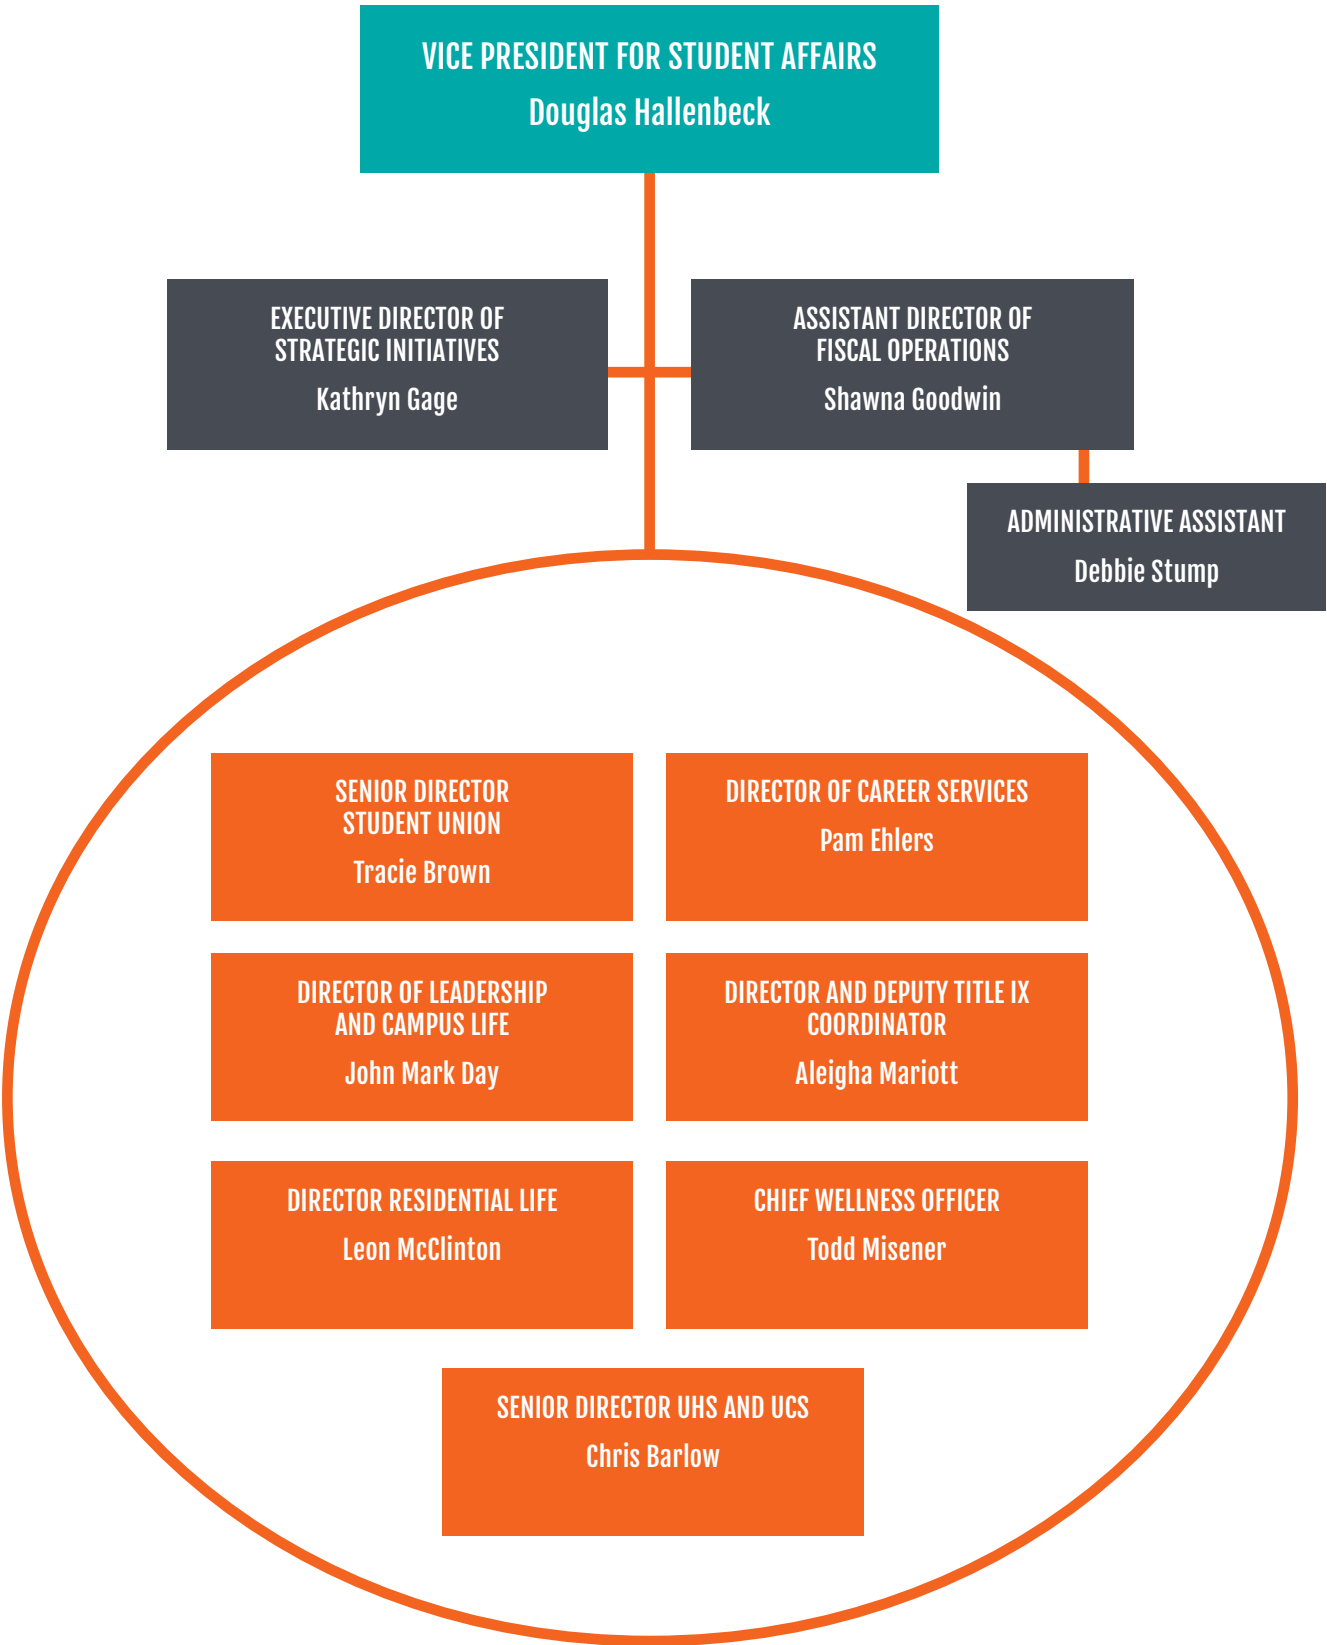 VICE PRESIDENT FOR STUDENT AFFAIRS
Douglas Hallenbeck
EXECUTIVE DIRECTOR OF
STRATEGIC INITIATIVES
Kathryn Gage
ASSISTANT DIRECTOR OF
FISCAL OPERATIONS
Shawna Goodwin
ADMINISTRATIVE ASSISTANT
Debbie Stump
SENIOR DIRECTOR
STUDENT UNION
Tracie Brown
DIRECTOR OF CAREER SERVICES
Pam Ehlers
DIRECTOR OF LEADERSHIP
AND CAMPUS LIFE
John Mark Day
DIRECTOR AND DEPUTY TITLE IX
COORDINATOR
Aleigha Mariott
DIRECTOR RESIDENTIAL LIFE
Leon McClinton
CHIEF WELLNESS OFFICER
Todd Misener
SENIOR DIRECTOR UHS AND UCS
Chris Barlow